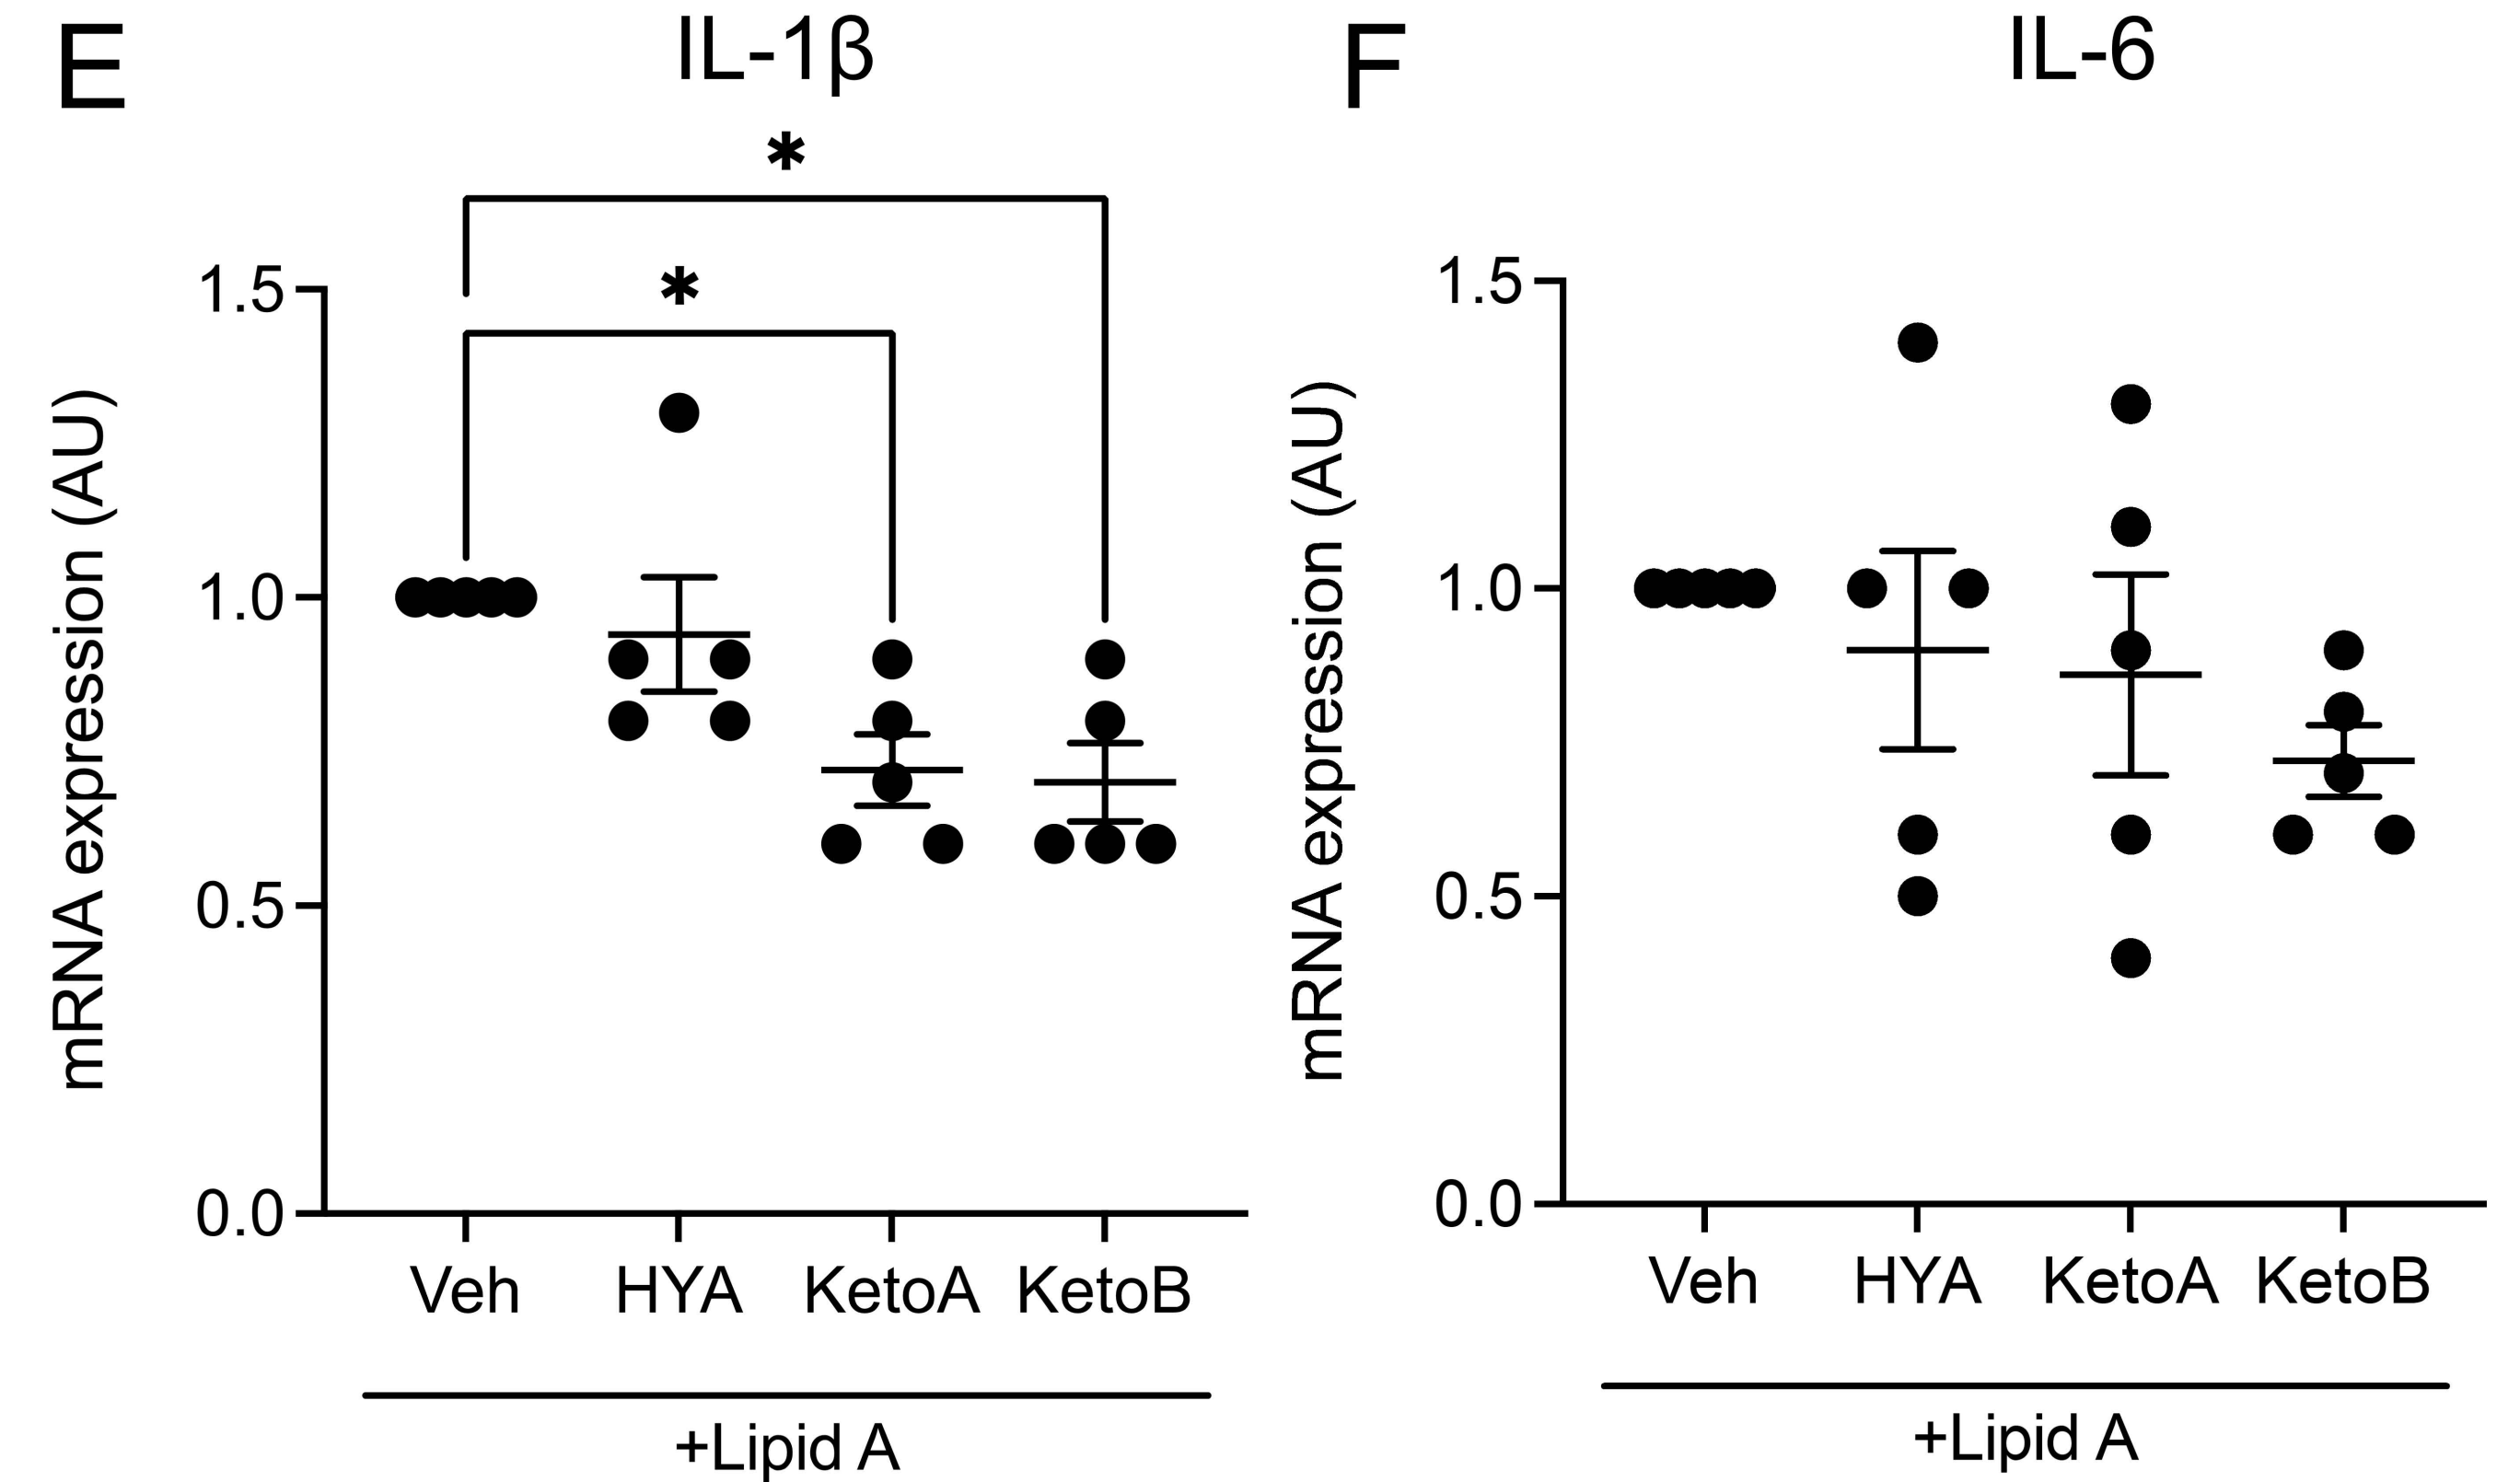 E
IL-1β
*
*
mRNA expression (AU)
1.5
1.0
0.5
0.0
Veh HYA KetoA KetoB
+Lipid A
F
IL-6
mRNA expression (AU)
1.5
1.0
0.5
0.0
Veh HYA KetoA KetoB
+Lipid A